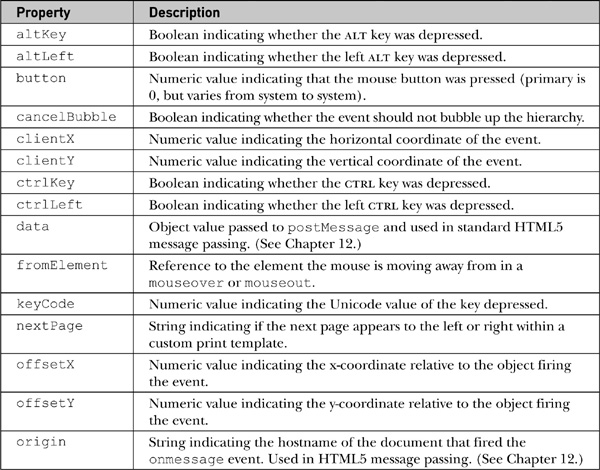 Property Description
altKey Boolean indicating whether the ALT key was depressed.
altLeft Boolean indicating whether the left ALT key was depressed.
button Numeric value indicating that the mouse button was pressed (primary is
0, but varies from system to system).
cancelBubble Boolean indicating whether the event should not bubble up the hierarchy.
clientX Numeric value indicating the horizontal coordinate of the event.
clientY Numeric value indicating the vertical coordinate of the event.
ctrlKey Boolean indicating whether the CTRL key was depressed.
ctrlLeft Boolean indicating whether the left CTRL key was depressed.
data Object value passed to postMessage and used in standard HTML5
message passing. (See Chapter 12.)
fromElement Reference to the element the mouse is moving away from in a
mouseover or mouseout.
keyCode Numeric value indicating the Unicode value of the key depressed.
nextPage String indicating if the next page appears to the left or right within a
custom print template.
offsetX Numeric value indicating the x-coordinate relative to the object firing
the event.
offsetY Numeric value indicating the y-coordinate relative to the object firing
the event.
origin String indicating the hostname of the document that fired the
onmessage event. Used in HTML5 message passing. (See Chapter 12.)